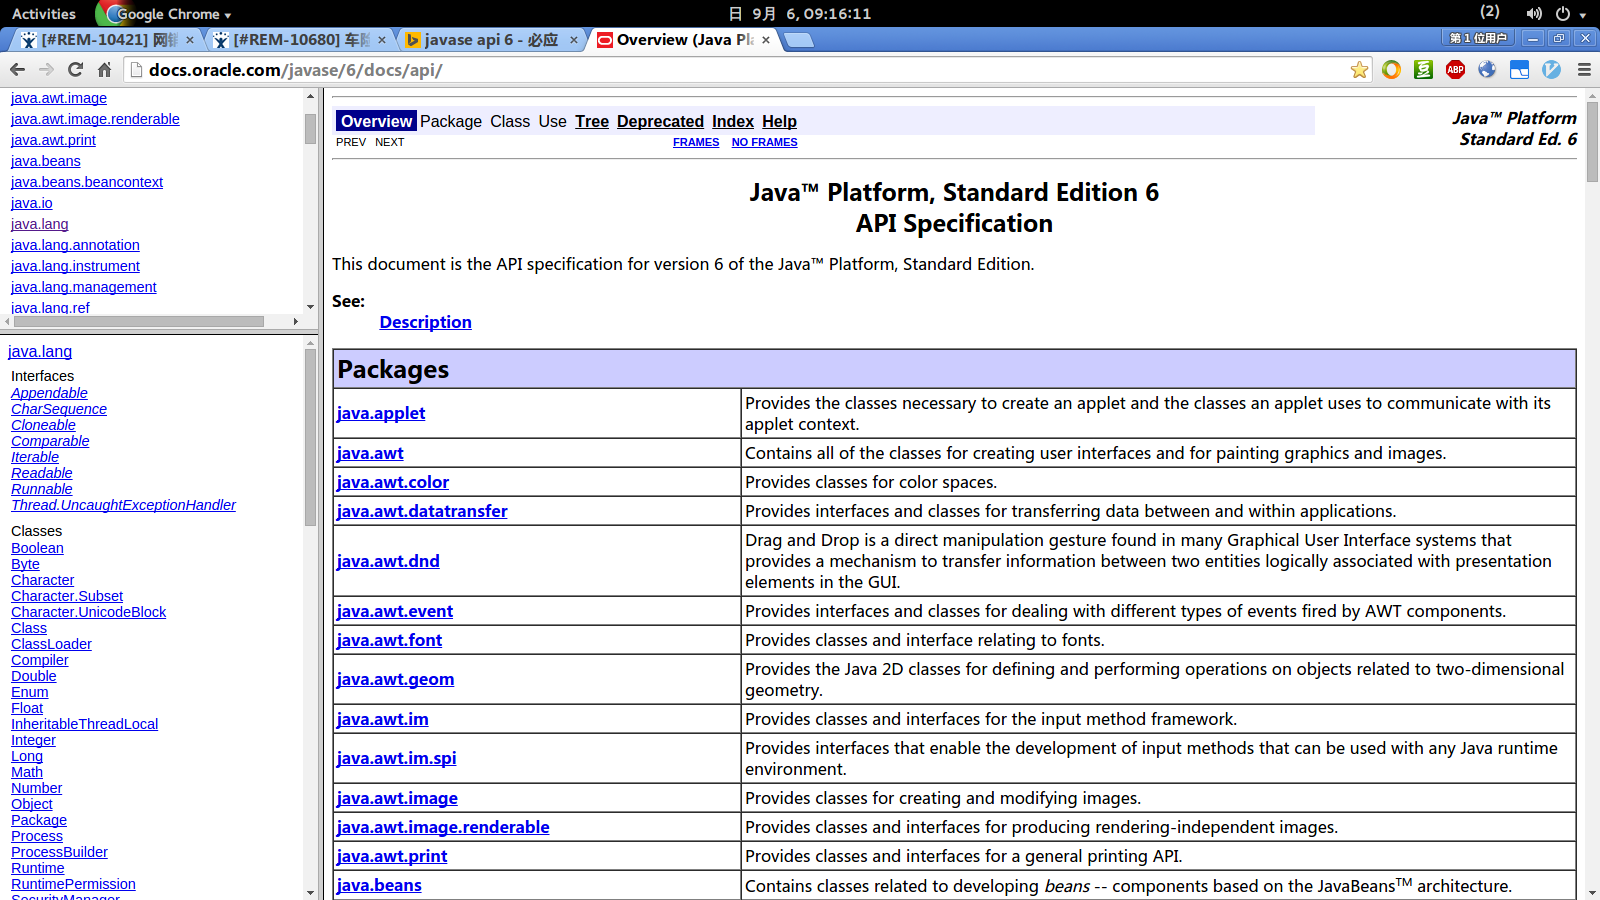 Activities Google Chrome 日 9月 6, 09:16:11 (2)
[#REM-10421] 网 [#REM-10680] 车险 javase api 6 - 必应 Overview (Java Pl 第 1 位用户
docs.oracle.com/javase/6/docs/api/ ABP
java.awt.image
java.awt.image.renderable
java.awt.print
java.beans
java.beans.beancontext
java.io
java.lang
java.lang.annotation
java.lang.instrument
java.lang.management
java.lang.ref
java.lang
Interfaces
Appendable
CharSequence
Cloneable
Comparable
Iterable
Readable
Runnable
Thread.UncaughtExceptionHandler
Classes
Boolean
Byte
Character
Character.Subset
Character.UnicodeBlock
Class
ClassLoader
Compiler
Double
Enum
Float
InheritableThreadLocal
Integer
Long
Math
Number
Object
Package
Process
ProcessBuilder
Runtime
RuntimePermission
SecurityManager
Overview Package Class Use Tree Deprecated Index Help
PREV NEXT FRAMES NO FRAMES
Java™ Platform
Standard Ed. 6
Java™ Platform, Standard Edition 6
API Specification
This document is the API specification for version 6 of the Java™ Platform, Standard Edition.
See:
Description
Packages
java.applet Provides the classes necessary to create an applet and the classes an applet uses to communicate with its
applet context.
java.awt Contains all of the classes for creating user interfaces and for painting graphics and images.
java.awt.color Provides classes for color spaces.
java.awt.datatransfer Provides interfaces and classes for transferring data between and within applications.
java.awt.dnd Drag and Drop is a direct manipulation gesture found in many Graphical User Interface systems that
provides a mechanism to transfer information between two entities logically associated with presentation
elements in the GUI.
java.awt.event Provides interfaces and classes for dealing with different types of events fired by AWT components.
java.awt.font Provides classes and interface relating to fonts.
java.awt.geom Provides the Java 2D classes for defining and performing operations on objects related to two-dimensional
geometry.
java.awt.im Provides classes and interfaces for the input method framework.
java.awt.im.spi Provides interfaces that enable the development of input methods that can be used with any Java runtime
environment.
java.awt.image Provides classes for creating and modifying images.
java.awt.image.renderable Provides classes and interfaces for producing rendering-independent images.
java.awt.print Provides classes and interfaces for a general printing API.
java.beans Contains classes related to developing beans -- components based on the JavaBeans™ architecture.